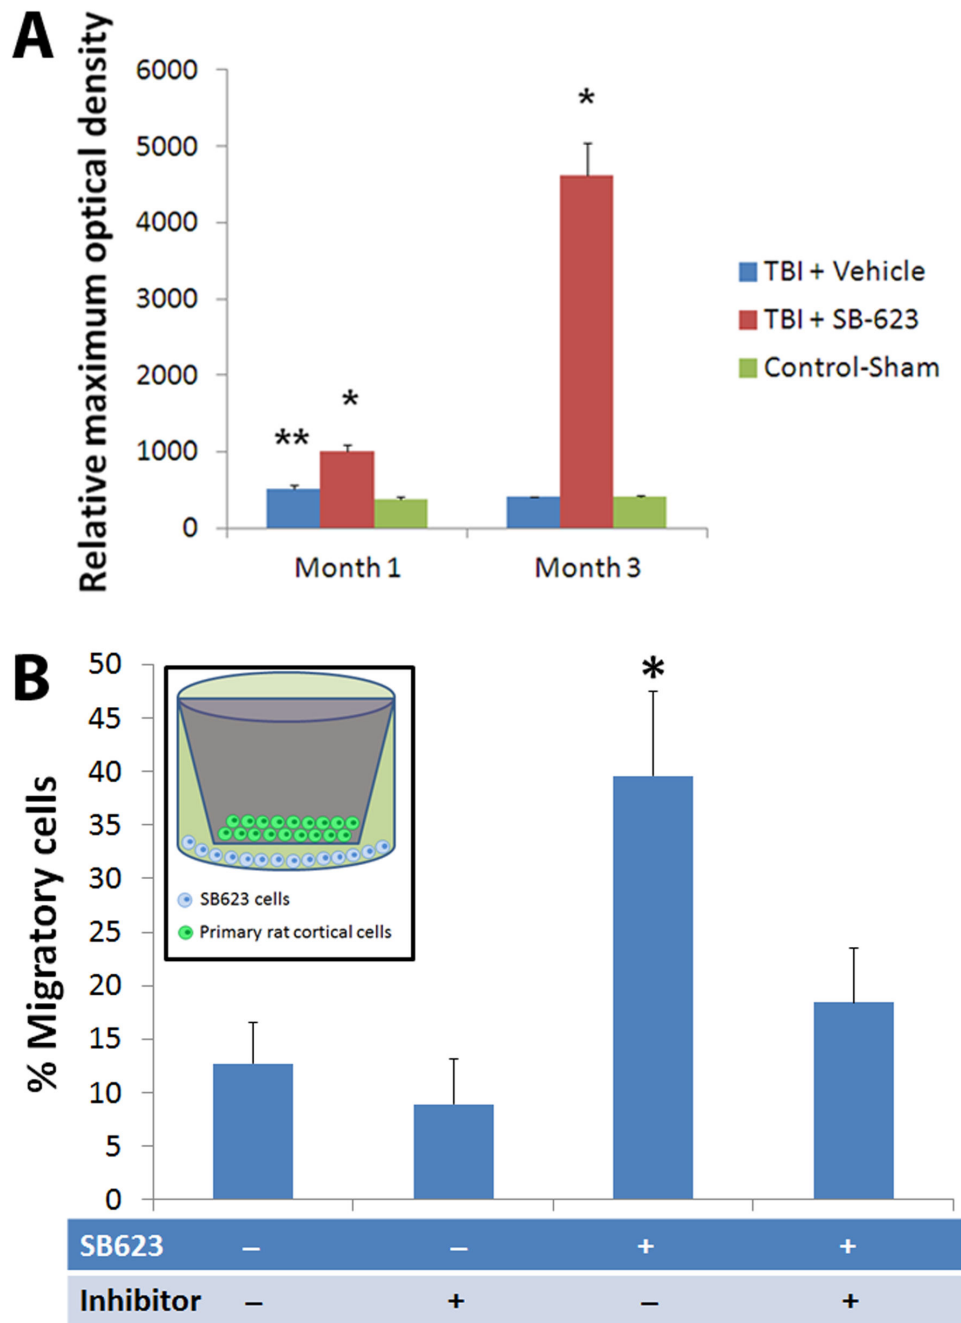 A
Relative maximum optical density
6000
5000
4000
3000
2000
1000
0
**
*
*
Month 1
Month 3
TBI + Vehicle
TBI + SB-623
Control-Sham
B
% Migratory cells
50
45
40
35
30
25
20
15
10
5
0
*
SB623 cells
Primary rat cortical cells
SB623 – – + +
Inhibitor – + – +